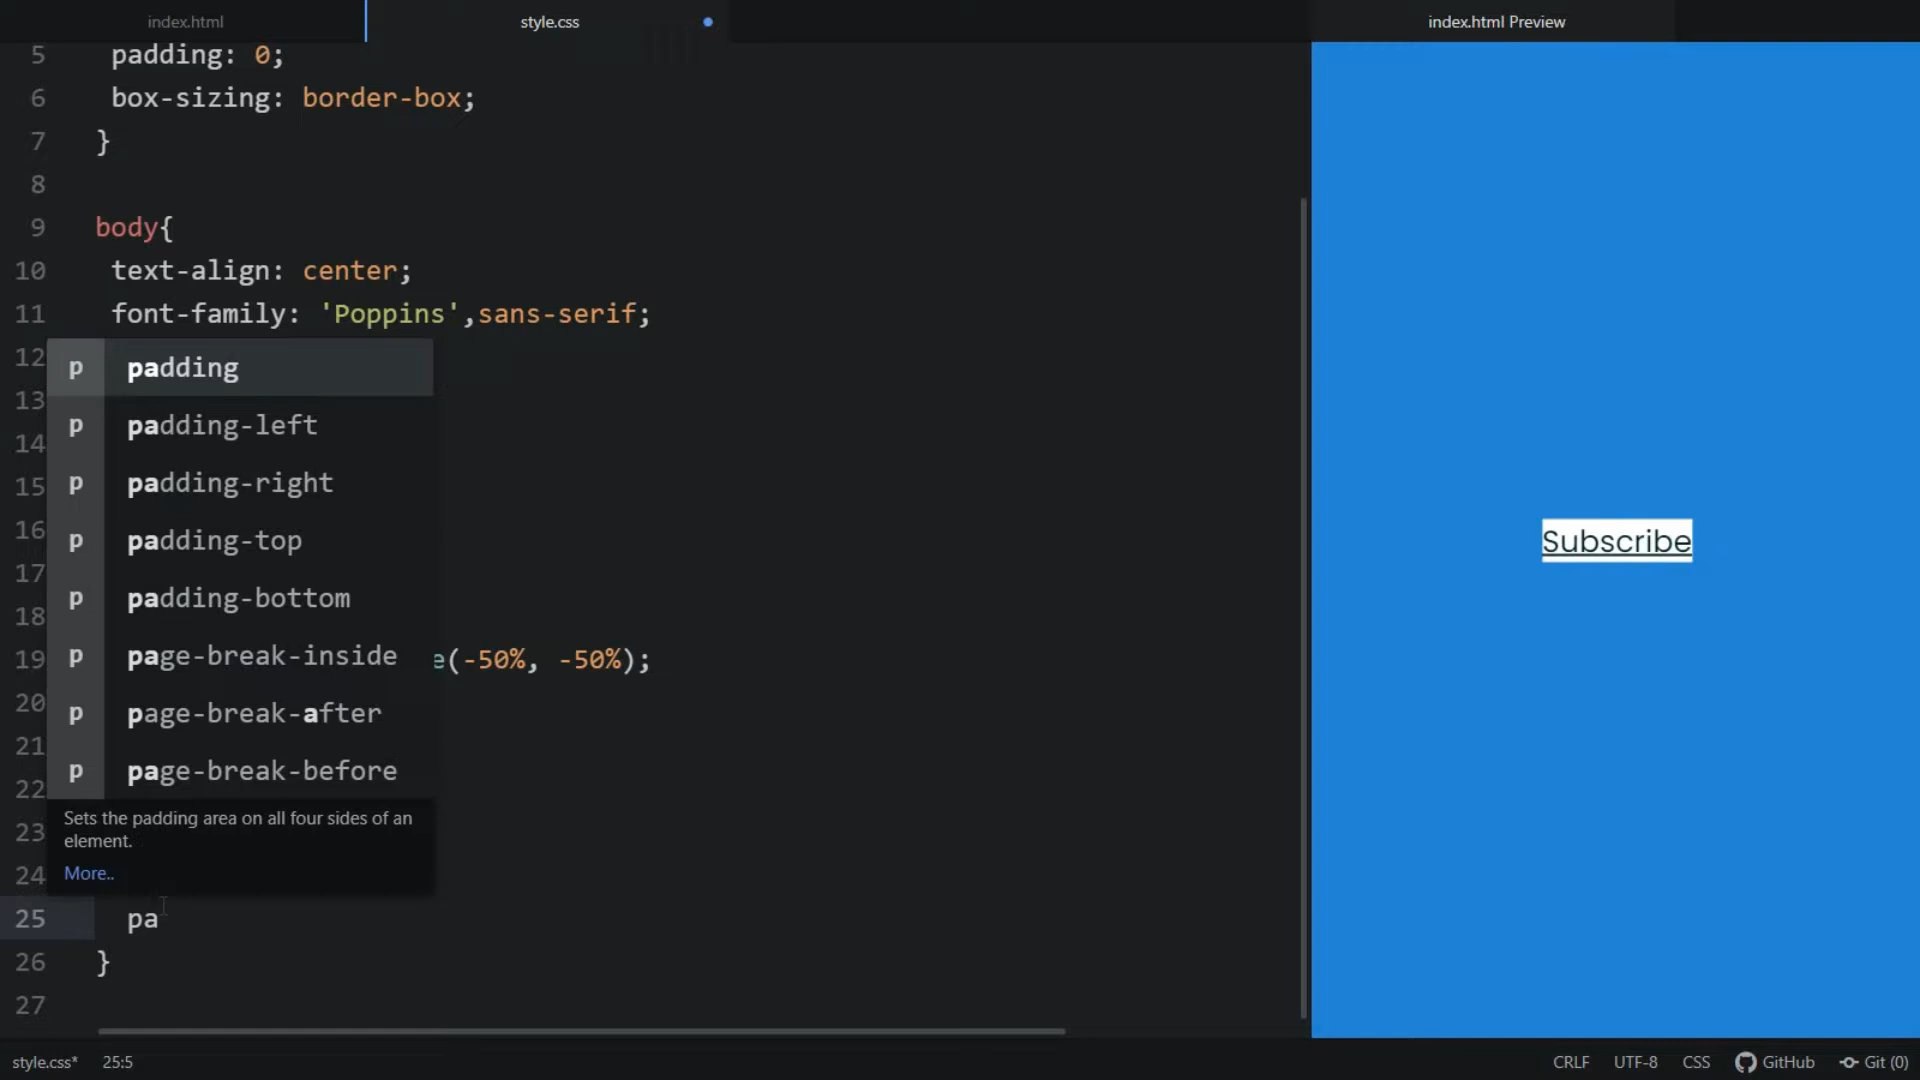 index.html
style.css
index.html Preview
5 padding: 0;
6 box-sizing: border-box;
7 }
8
9 body{
10 text-align: center;
11 font-family: 'Poppins',sans-serif;
12
p padding
13
p padding-left
14
15 p padding-right
16
p padding-top
17
p padding-bottom
18
19 p page-break-inside e(-50%, -50%);
20 p page-break-after
21
p page-break-before
22
Sets the padding area on all four sides of an
23 element.
24 More..
25 pa
26 }
27
Subscribe
style.css* 25:5 CRLF UTF-8 CSS GitHub Git (0)